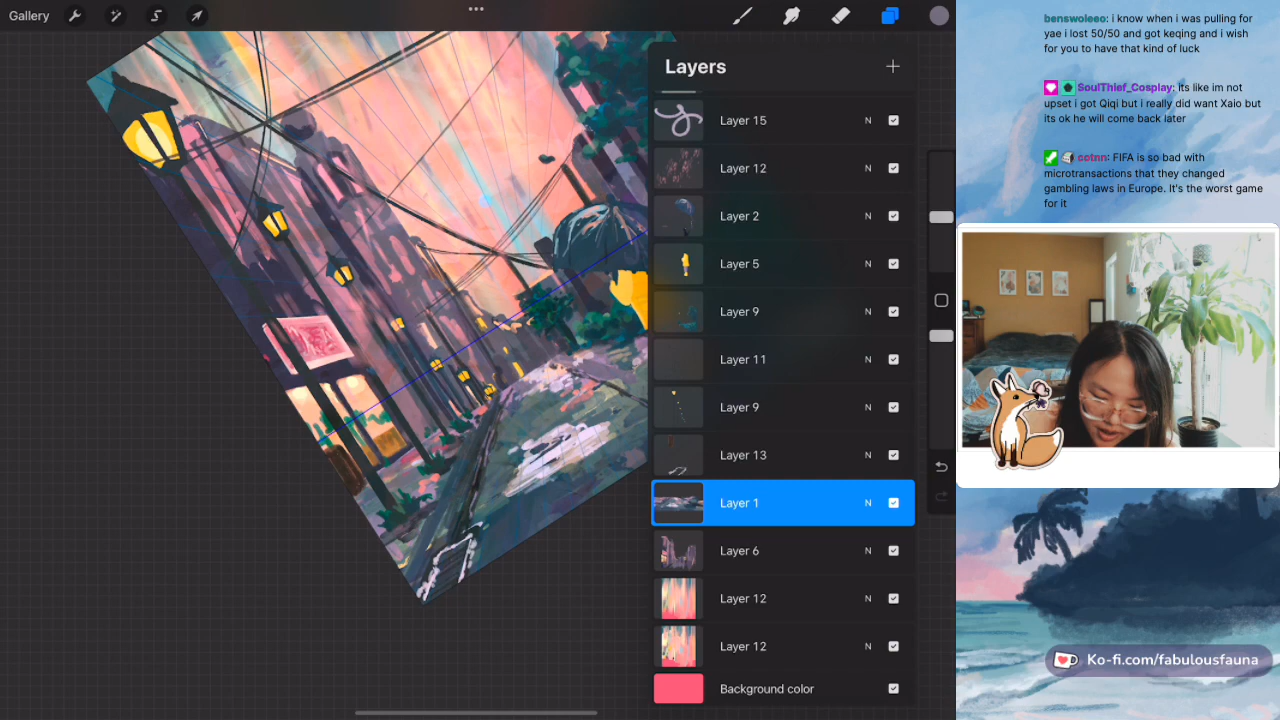 Gallery
Layers
Layer 15 N
Layer 12 N
Layer 2 N
Layer 5 N
Layer 9 N
Layer 11 N
Layer 9 N
Layer 13 N
Layer 1 N
Layer 6 N
Layer 12 N
Layer 12 N
Background color
benswoleeo: i know when i was pulling for
yae i lost 50/50 and got keqing and i wish
for you to have that kind of luck
SoulThief_Cosplay: its like im not
upset i got Qiqi but i really did want Xaio but
its ok he will come back later
cotnn: FIFA is so bad with
microtransactions that they changed
gambling laws in Europe. It's the worst game
for it
Ko-fi.com/fabulousfauna